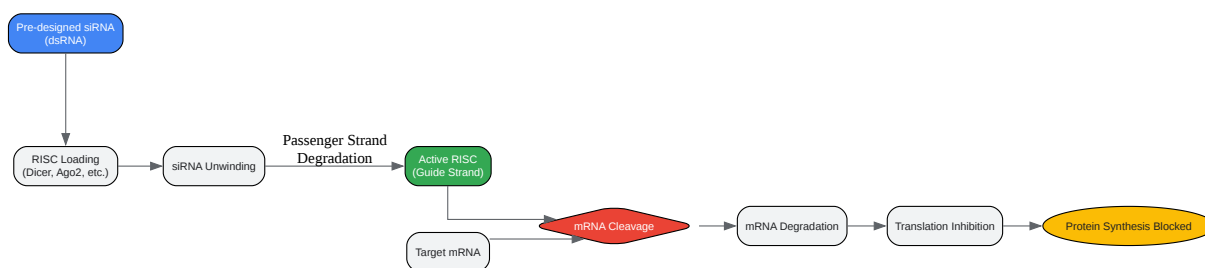 Pre-designed siRNA
(dsRNA)
RISC Loading
(Dicer, Ago2, etc.)
siRNA Unwinding
Passenger Strand
Degradation
Active RISC
(Guide Strand)
Target mRNA
mRNA Cleavage
mRNA Degradation
Translation Inhibition
Protein Synthesis Blocked